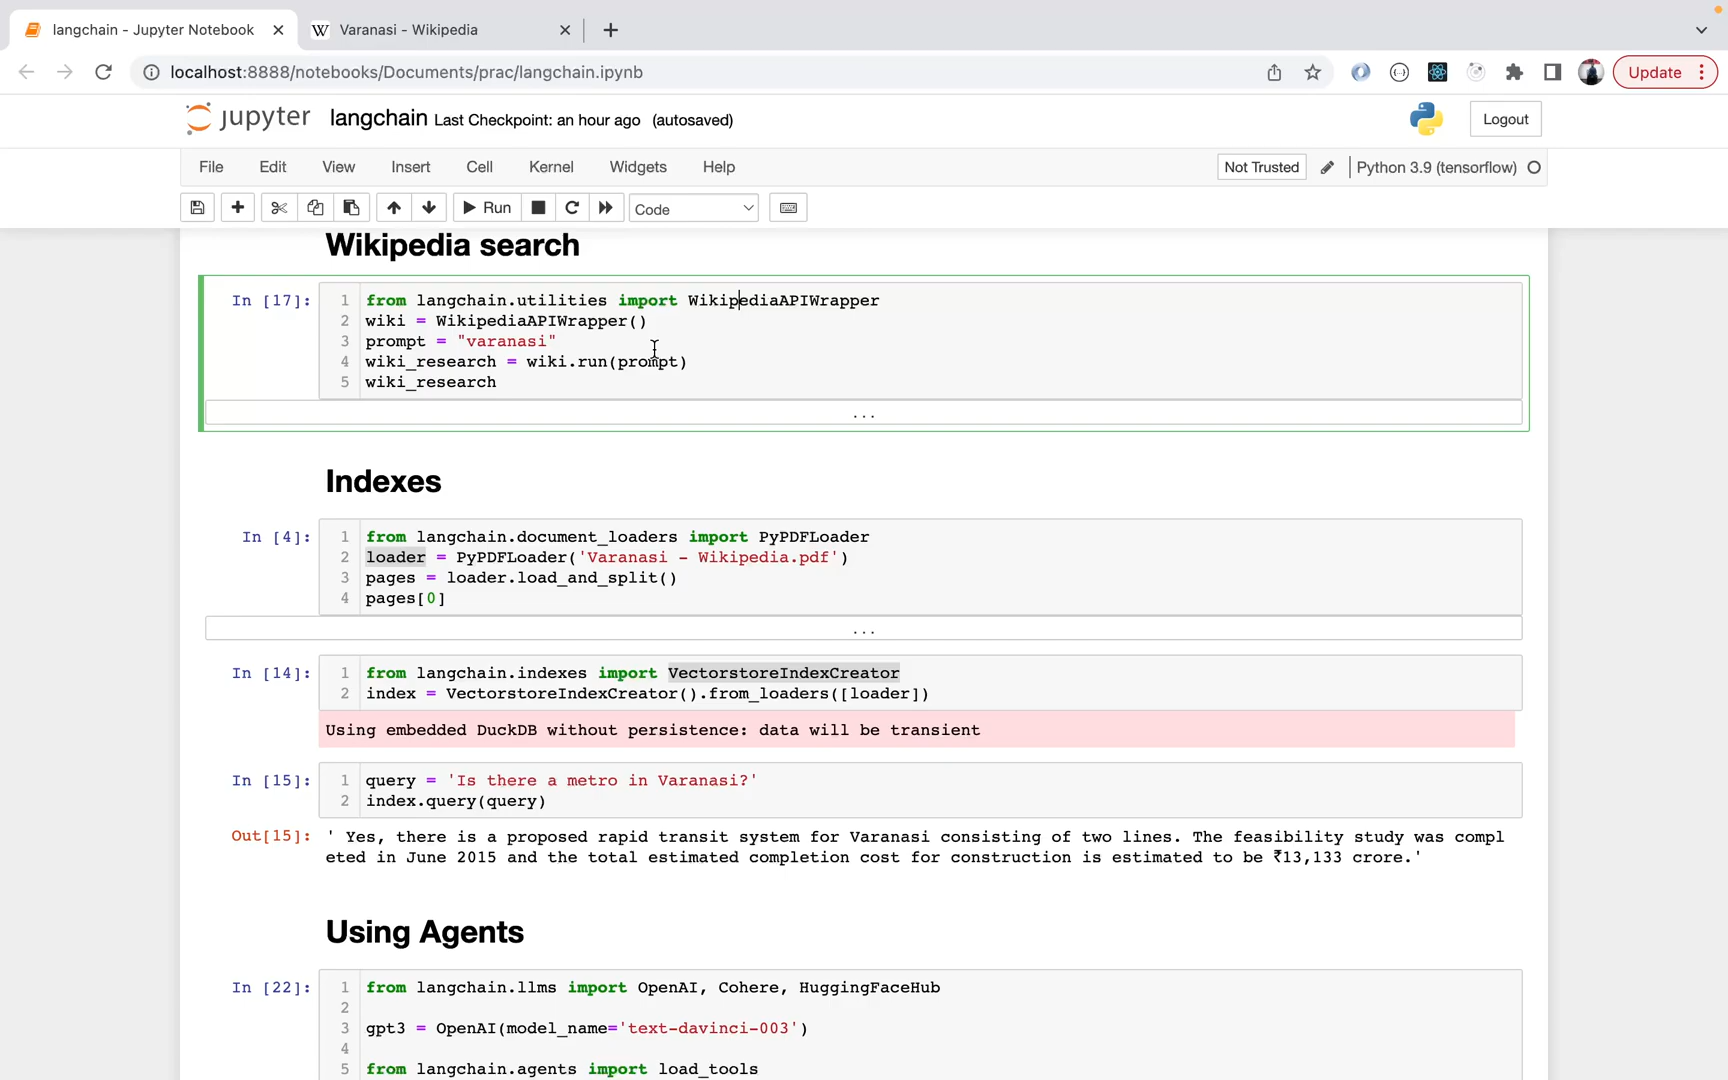 langchain - Jupyter Notebook
W Varanasi - Wikipedia
localhost:8888/notebooks/Documents/prac/langchain.ipynb
Update
jupyter langchain Last Checkpoint: an hour ago (autosaved)
Logout
File Edit View Insert Cell Kernel Widgets Help
Not Trusted
Python 3.9 (tensorflow)
Run
Code
Wikipedia search
In [17]:
1 from langchain.utilities import WikipediaAPIWrapper
2 wiki = WikipediaAPIWrapper()
3 prompt = "varanasi"
4 wiki_research = wiki.run(prompt)
5 wiki_research
...
Indexes
In [4]:
1 from langchain.document_loaders import PyPDFLoader
2 loader = PyPDFLoader('Varanasi - Wikipedia.pdf')
3 pages = loader.load_and_split()
4 pages[0]
...
In [14]:
1 from langchain.indexes import VectorstoreIndexCreator
2 index = VectorstoreIndexCreator().from_loaders([loader])
Using embedded DuckDB without persistence: data will be transient
In [15]:
1 query = 'Is there a metro in Varanasi?'
2 index.query(query)
Out[15]: ' Yes, there is a proposed rapid transit system for Varanasi consisting of two lines. The feasibility study was compl
eted in June 2015 and the total estimated completion cost for construction is estimated to be ₹13,133 crore.'
Using Agents
In [22]:
1 from langchain.llms import OpenAI, Cohere, HuggingFaceHub
2
3 gpt3 = OpenAI(model_name='text-davinci-003')
4
5 from langchain.agents import load_tools